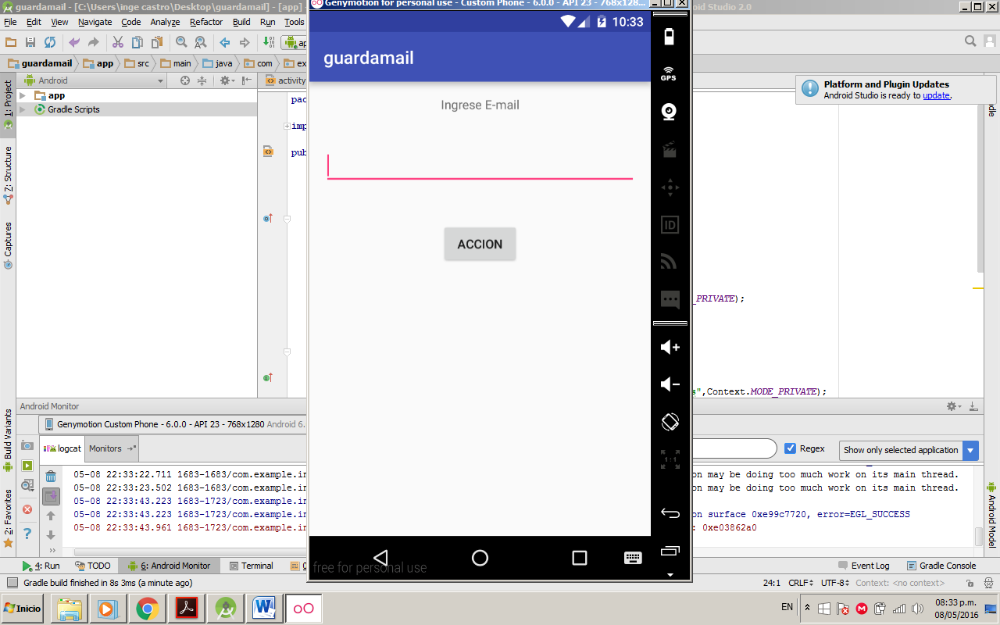 guardamail - [C:\Users\inge castro\Desktop\guardamail] - [app] -
Genymotion for personal use - Custom Phone - 6.0.0 - API 23 - 768x128...
Android Studio 2.0
File Edit View Navigate Code Analyze Refactor Build Run Tools
guardamail app src main java com
Android
activity
10:33
guardamail
Ingrese E-mail
ACCION
GPS
ID
1:1
free for personal use
Platform and Plugin Updates
Android Studio is ready to update.
1: Project
7: Structure
Captures
Build Variants
2: Favorites
app
Gradle Scripts
pac
imp
pub
_PRIVATE);
s",Context.MODE_PRIVATE);
Android Monitor
Genymotion Custom Phone - 6.0.0 - API 23 - 768x1280 Android 6.
logcat Monitors
Regex
Show only selected application
05-08 22:33:22.711 1683-1683/com.example.in
on may be doing too much work on its main thread.
05-08 22:33:23.502 1683-1683/com.example.in
on may be doing too much work on its main thread.
05-08 22:33:43.223 1683-1723/com.example.in
05-08 22:33:43.223 1683-1723/com.example.in
on surface 0xe99c7720, error=EGL_SUCCESS
05-08 22:33:43.961 1683-1723/com.example.in
: 0xe03862a0
Android Model
4: Run TODO 6: Android Monitor Terminal
Event Log Gradle Console
Gradle build finished in 8s 3ms (a minute ago)
24:1 CRLF UTF-8 Context: <no context>
Inicio
EN
08:33 p.m.
08/05/2016